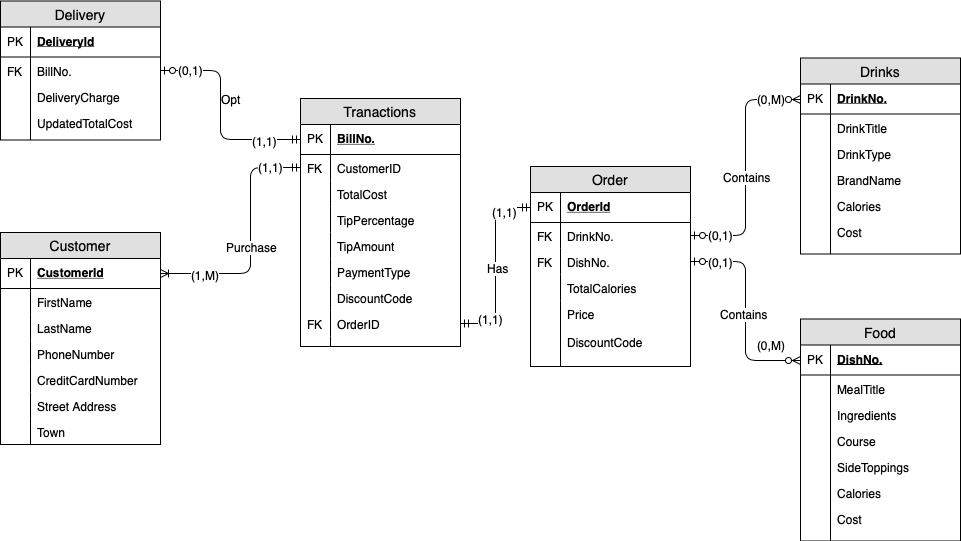 Delivery
PK DeliveryId
FK BillNo.
DeliveryCharge
UpdatedTotalCost
(0,1)
Opt
(1,1)
Tranactions
PK BillNo.
FK CustomerID
TotalCost
TipPercentage
TipAmount
PaymentType
DiscountCode
FK OrderID
(1,1)
Purchase
(1,M)
Customer
PK CustomerId
FirstName
LastName
PhoneNumber
CreditCardNumber
Street Address
Town
(1,1)
Has
(1,1)
Order
PK OrderId
FK DrinkNo.
FK DishNo.
TotalCalories
Price
DiscountCode
(0,M)
Contains
(0,1)
(0,1)
Contains
(0,M)
Drinks
PK DrinkNo.
DrinkTitle
DrinkType
BrandName
Calories
Cost
Food
PK DishNo.
MealTitle
Ingredients
Course
SideToppings
Calories
Cost